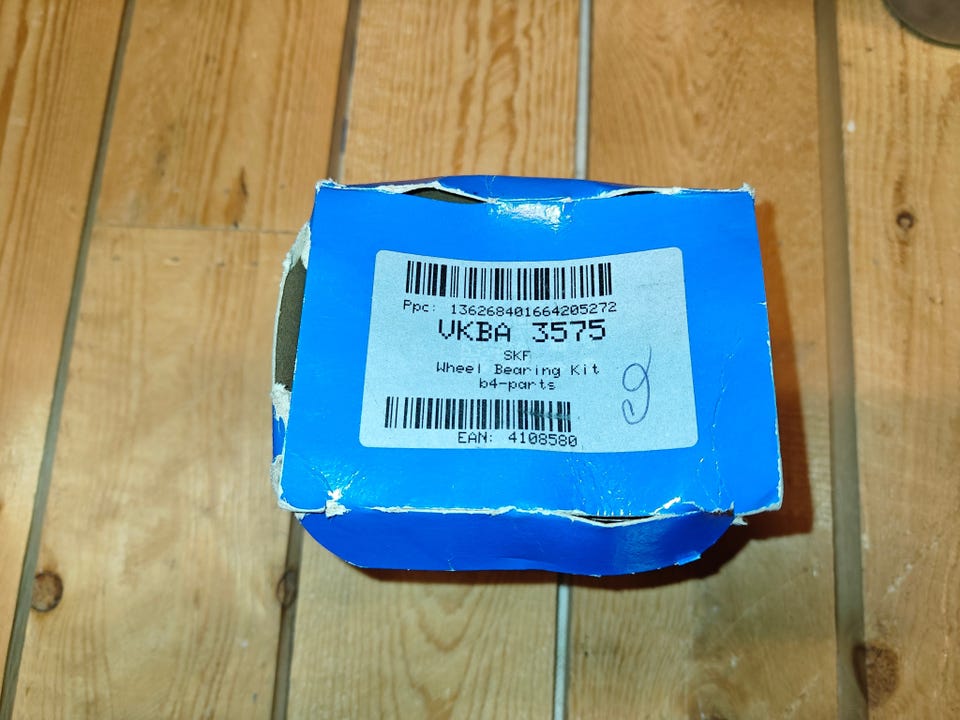 Ppc: 136268401664205272
VKBA 3575
SKF
Wheel Bearing Kit
b4-parts
EAN: 4108580